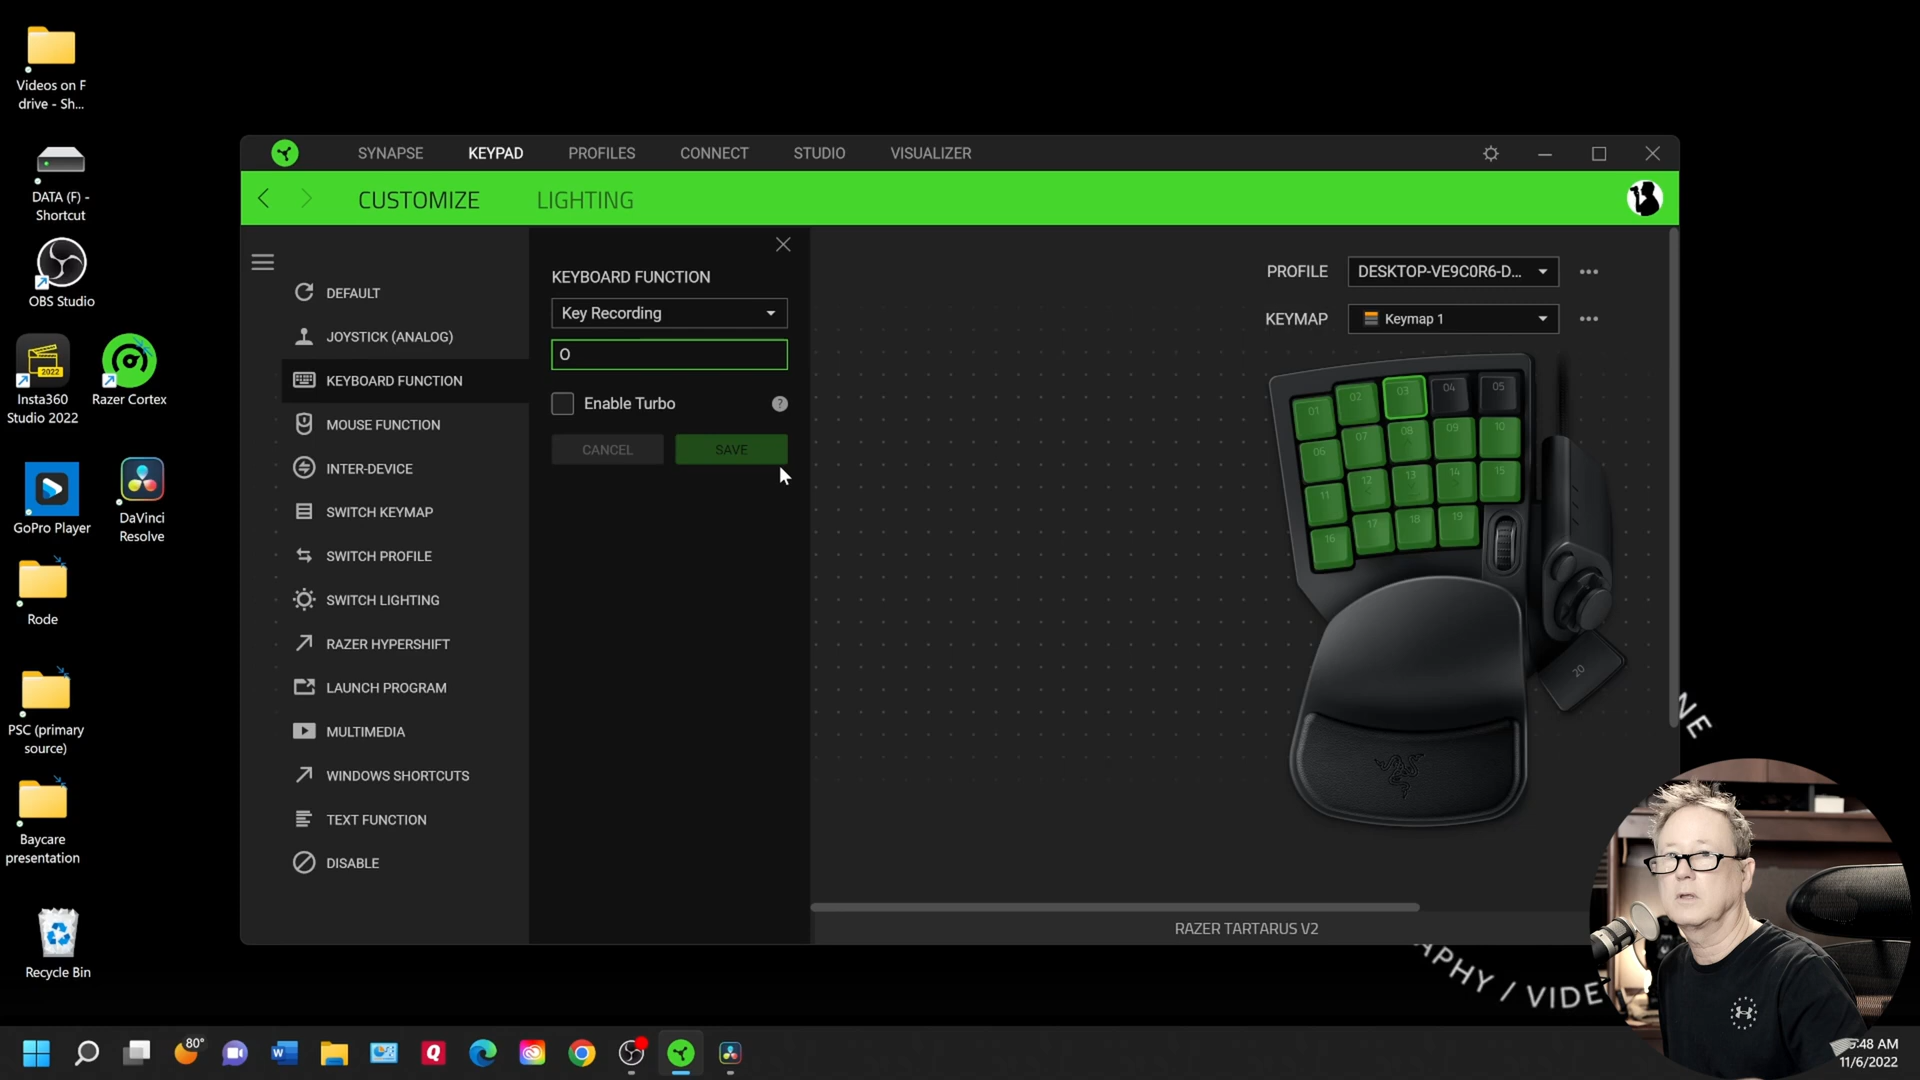 Videos on F
drive - Sh...
DATA (F) -
Shortcut
OBS Studio
2022
Insta360
Studio 2022
Razer Cortex
GoPro Player
DaVinci
Resolve
Rode
PSC (primary
source)
Baycare
presentation
Recycle Bin
SYNAPSE
KEYPAD
PROFILES
CONNECT
STUDIO
VISUALIZER
CUSTOMIZE
LIGHTING
DEFAULT
JOYSTICK (ANALOG)
KEYBOARD FUNCTION
MOUSE FUNCTION
INTER-DEVICE
SWITCH KEYMAP
SWITCH PROFILE
SWITCH LIGHTING
RAZER HYPERSHIFT
LAUNCH PROGRAM
MULTIMEDIA
WINDOWS SHORTCUTS
TEXT FUNCTION
DISABLE
KEYBOARD FUNCTION
Key Recording
O
Enable Turbo
?
CANCEL
SAVE
PROFILE
DESKTOP-VE9C0R6-D...
KEYMAP
Keymap 1
01
02
03
04
05
06
07
08
09
10
11
12
13
14
15
16
17
18
19
20
RAZER TARTARUS V2
NE
APHY / VIDE
80°
W
Q
:48 AM
11/6/2022